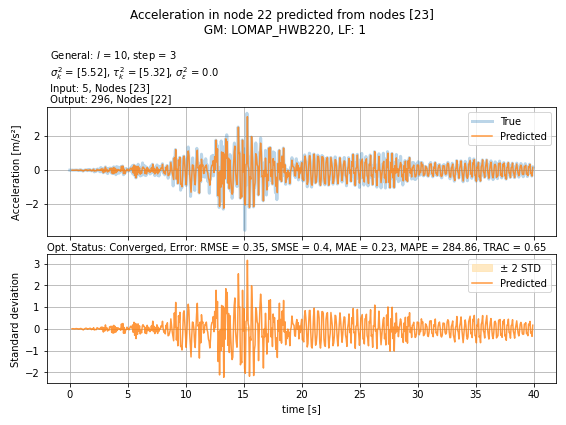 Acceleration in node 22 predicted from nodes [23]
GM: LOMAP_HWB220, LF: 1
General: l = 10, step = 3
σ²ₖ = [5.52], τ²ₖ = [5.32], σ²ε = 0.0
Input: 5, Nodes [23]
Output: 296, Nodes [22]
Acceleration [m/s²]
2
0
−2
True
Predicted
Opt. Status: Converged, Error: RMSE = 0.35, SMSE = 0.4, MAE = 0.23, MAPE = 284.86, TRAC = 0.65
Standard deviation
3
2
1
0
−1
−2
± 2 STD
Predicted
0 5 10 15 20 25 30 35 40
time [s]